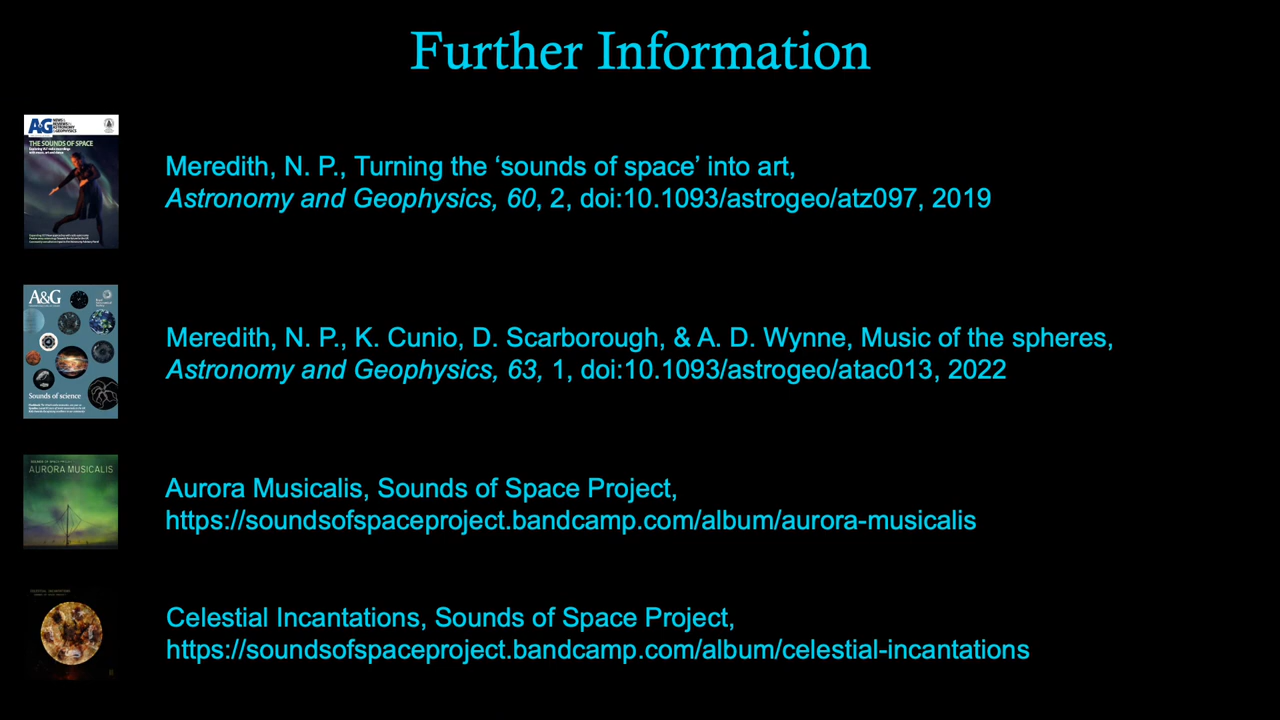 Further Information
A&G
THE SOUNDS OF SPACE
Meredith, N. P., Turning the ‘sounds of space’ into art,
Astronomy and Geophysics, 60, 2, doi:10.1093/astrogeo/atz097, 2019
A&G
Sounds of science
Meredith, N. P., K. Cunio, D. Scarborough, & A. D. Wynne, Music of the spheres,
Astronomy and Geophysics, 63, 1, doi:10.1093/astrogeo/atac013, 2022
AURORA MUSICALIS
Aurora Musicalis, Sounds of Space Project,
https://soundsofspaceproject.bandcamp.com/album/aurora-musicalis
CELESTIAL INCANTATIONS
Celestial Incantations, Sounds of Space Project,
https://soundsofspaceproject.bandcamp.com/album/celestial-incantations